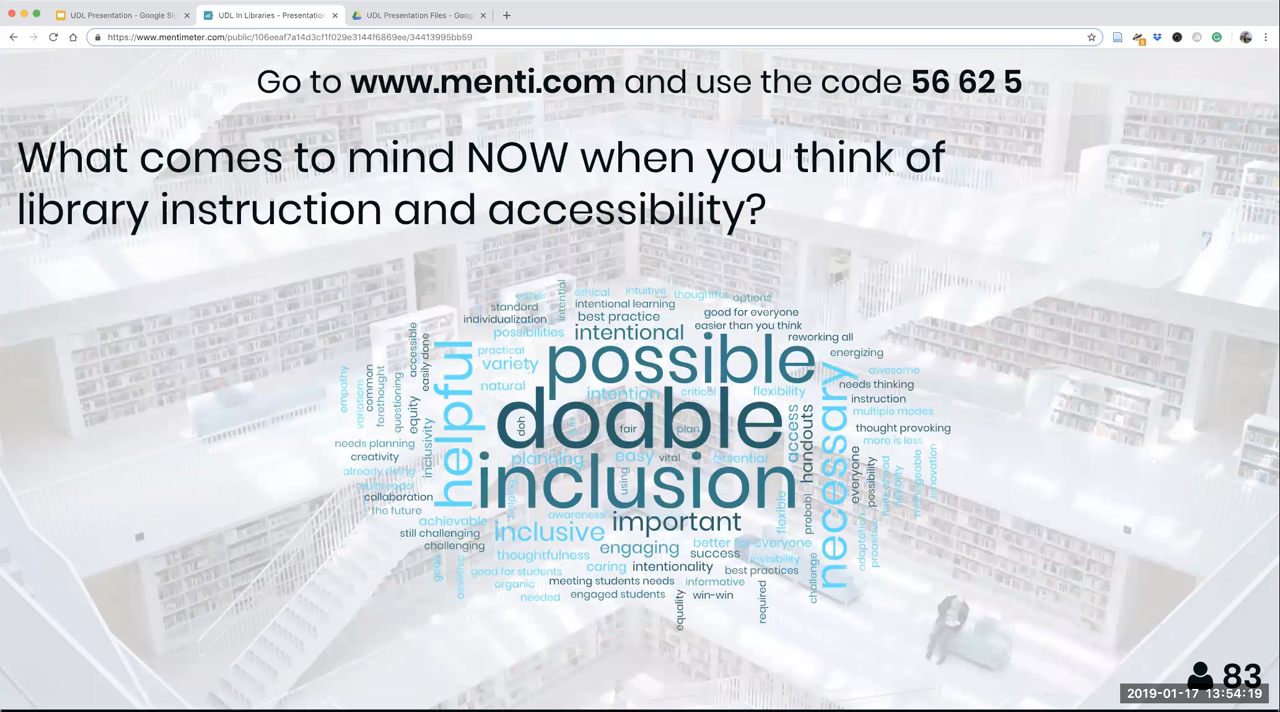 UDL Presentation - Google Sli
UDL In Libraries - Presentation
UDL Presentation Files - Goog
https://www.mentimeter.com/public/106eeaf7a14d3cf1f029e3144f6869ee/34413995bb59
Go to www.menti.com and use the code 56 62 5
What comes to mind NOW when you think of
library instruction and accessibility?
ethical
intuitive
options
standard
intentional learning
individualization
best practice
good for everyone
possibilities
intentional
easier than you think
reworking all
practical
possible
energizing
variety
awesome
natural
intention
critical
flexibility
needs thinking
instruction
multiple modes
doable
doh
fair
plan
thought provoking
more is less
helpful
necessary
accessible
easily done
empathy
variations
common
forethought
questioning
equity
inclusivity
access
handouts
needs planning
creativity
planning
easy
vital
essential
using
everyone
possibility
innovation
inclusion
collaboration
the future
achievable
still challenging
challenging
awareness
important
inclusive
flexible
engaging
better for everyone
thoughtfulness
success
invisibility
caring
intentionality
best practices
good for students
organic
meeting students needs
informative
needed
engaged students
win-win
equality
required
challenge
proactive
83
2019-01-17 13:54:19